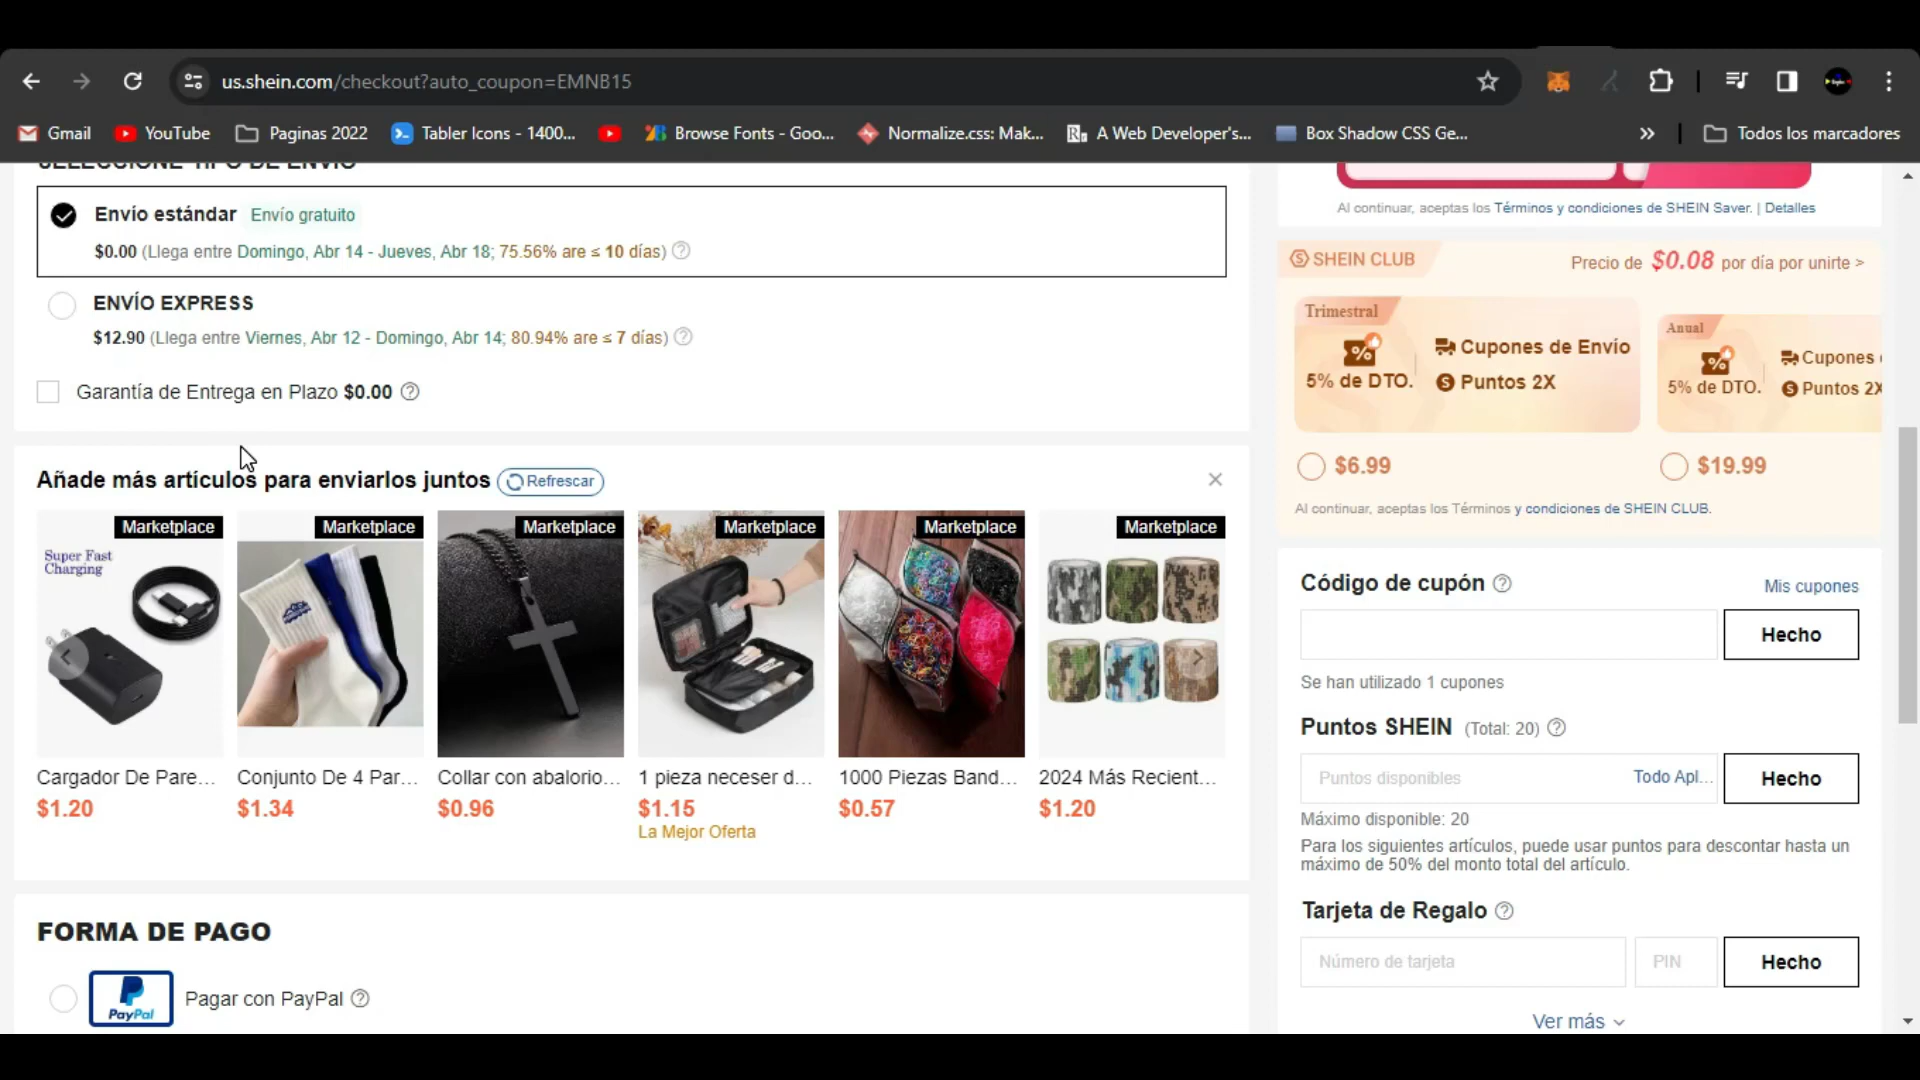 us.shein.com/checkout?auto_coupon=EMNB15
Gmail
YouTube
Paginas 2022
Tabler Icons - 1400...
Browse Fonts - Goo...
Normalize.css: Mak...
A Web Developer's...
Box Shadow CSS Ge...
Todos los marcadores
SELECCIONE TIPO DE ENVÍO
Envío estándar Envío gratuito
$0.00 (Llega entre Domingo, Abr 14 - Jueves, Abr 18; 75.56% are ≤ 10 días)
ENVÍO EXPRESS
$12.90 (Llega entre Viernes, Abr 12 - Domingo, Abr 14; 80.94% are ≤ 7 días)
Garantía de Entrega en Plazo $0.00
Añade más artículos para enviarlos juntos Refrescar
Marketplace
Marketplace
Marketplace
Marketplace
Marketplace
Marketplace
Super Fast
Charging
Cargador De Pare...
$1.20
Conjunto De 4 Par...
$1.34
Collar con abalorio...
$0.96
1 pieza neceser d...
$1.15
La Mejor Oferta
1000 Piezas Band...
$0.57
2024 Más Recient...
$1.20
FORMA DE PAGO
PayPal
Pagar con PayPal
Al continuar, aceptas los Términos y condiciones de SHEIN Saver. | Detalles
SHEIN CLUB
Precio de $0.08 por día por unirte >
Trimestral
5% de DTO.
Cupones de Envío
Puntos 2X
Anual
5% de DTO.
Cupones
Puntos 2X
$6.99
$19.99
Al continuar, aceptas los Términos y condiciones de SHEIN CLUB.
Código de cupón
Mis cupones
Hecho
Se han utilizado 1 cupones
Puntos SHEIN (Total: 20)
Puntos disponibles
Todo Apl...
Hecho
Máximo disponible: 20
Para los siguientes artículos, puede usar puntos para descontar hasta un
máximo de 50% del monto total del artículo.
Tarjeta de Regalo
Número de tarjeta
PIN
Hecho
Ver más